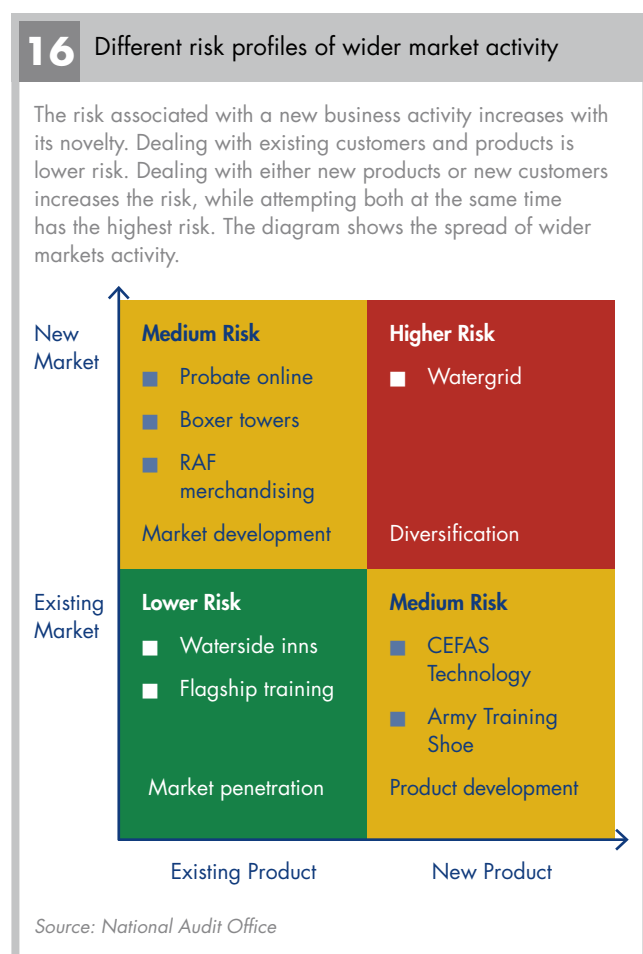 16 Different risk profiles of wider market activity
The risk associated with a new business activity increases with
its novelty. Dealing with existing customers and products is
lower risk. Dealing with either new products or new customers
increases the risk, while attempting both at the same time
has the highest risk. The diagram shows the spread of wider
markets activity.
New
Market
Medium Risk
Probate online
Boxer towers
RAF
merchandising
Market development
Higher Risk
Watergrid
Diversification
Existing
Market
Lower Risk
Waterside inns
Flagship training
Market penetration
Medium Risk
CEFAS
Technology
Army Training
Shoe
Product development
Existing Product
New Product
Source: National Audit Office